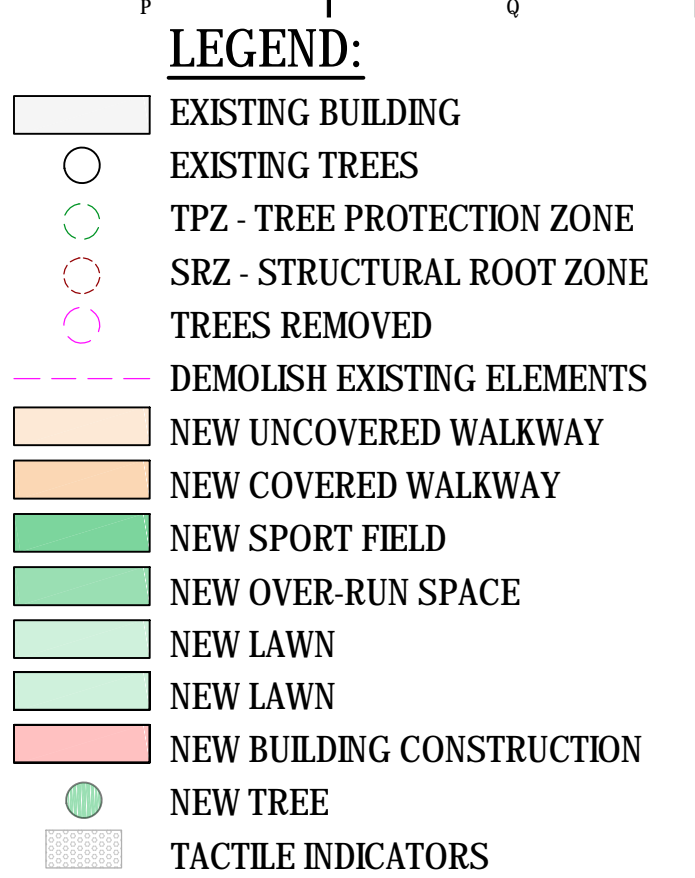 P Q
LEGEND:
EXISTING BUILDING
EXISTING TREES
TPZ - TREE PROTECTION ZONE
SRZ - STRUCTURAL ROOT ZONE
TREES REMOVED
DEMOLISH EXISTING ELEMENTS
NEW UNCOVERED WALKWAY
NEW COVERED WALKWAY
NEW SPORT FIELD
NEW OVER-RUN SPACE
NEW LAWN
NEW LAWN
NEW BUILDING CONSTRUCTION
NEW TREE
TACTILE INDICATORS